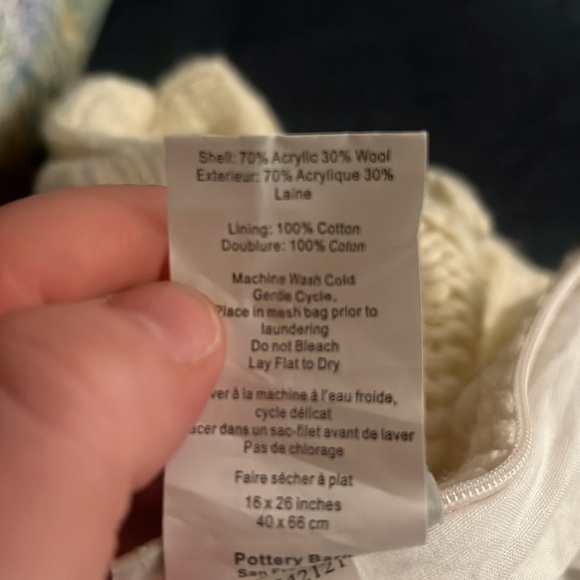 Shell: 70% Acrylic 30% Wool
Exterieur: 70% Acrylique 30%
Laine
Lining: 100% Cotton
Doublure: 100% Coton
Machine Wash Cold
Gentle Cycle.
Place in mesh bag prior to
laundering
Do not Bleach
Lay Flat to Dry
ver à la machine à l'eau froide,
cycle délicat
acer dans un sac-filet avant de laver
Pas de chlorage
Faire sécher à plat
16 x 26 inches
40 x 66 cm
Pottery Barn
San